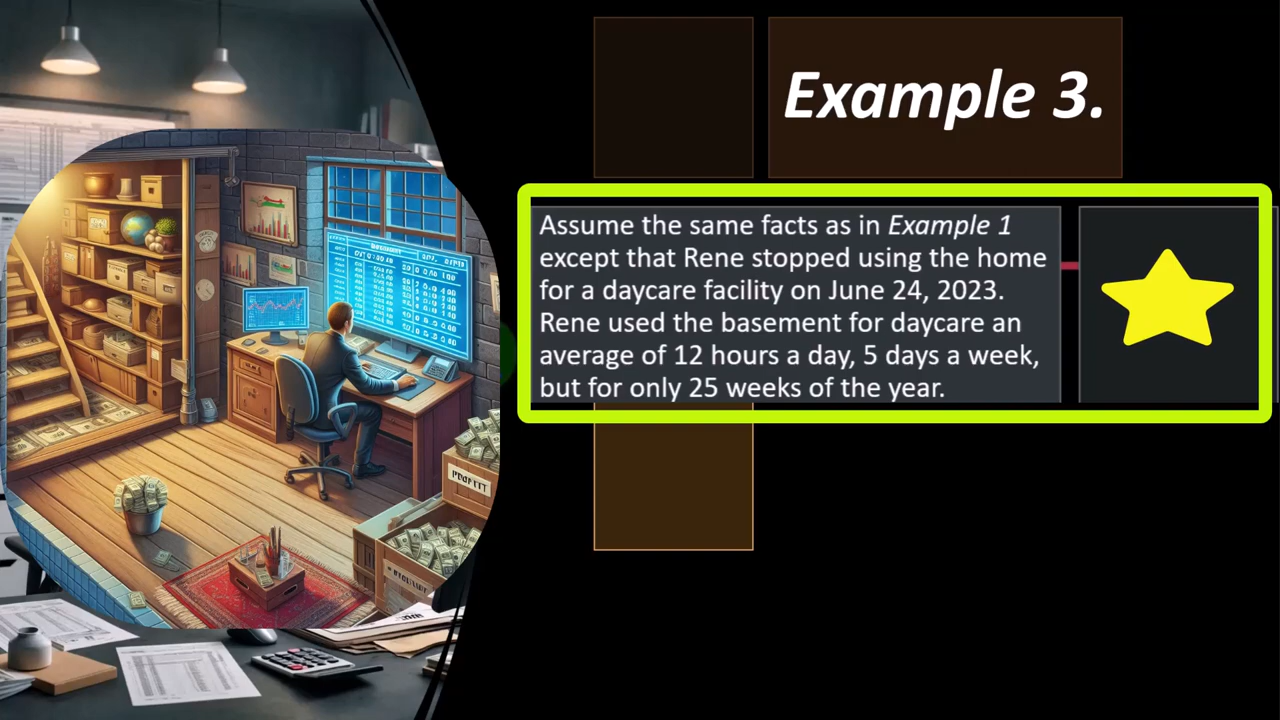 Example 3.
Assume the same facts as in Example 1
except that Rene stopped using the home
for a daycare facility on June 24, 2023.
Rene used the basement for daycare an
average of 12 hours a day, 5 days a week,
but for only 25 weeks of the year.
PROFIT